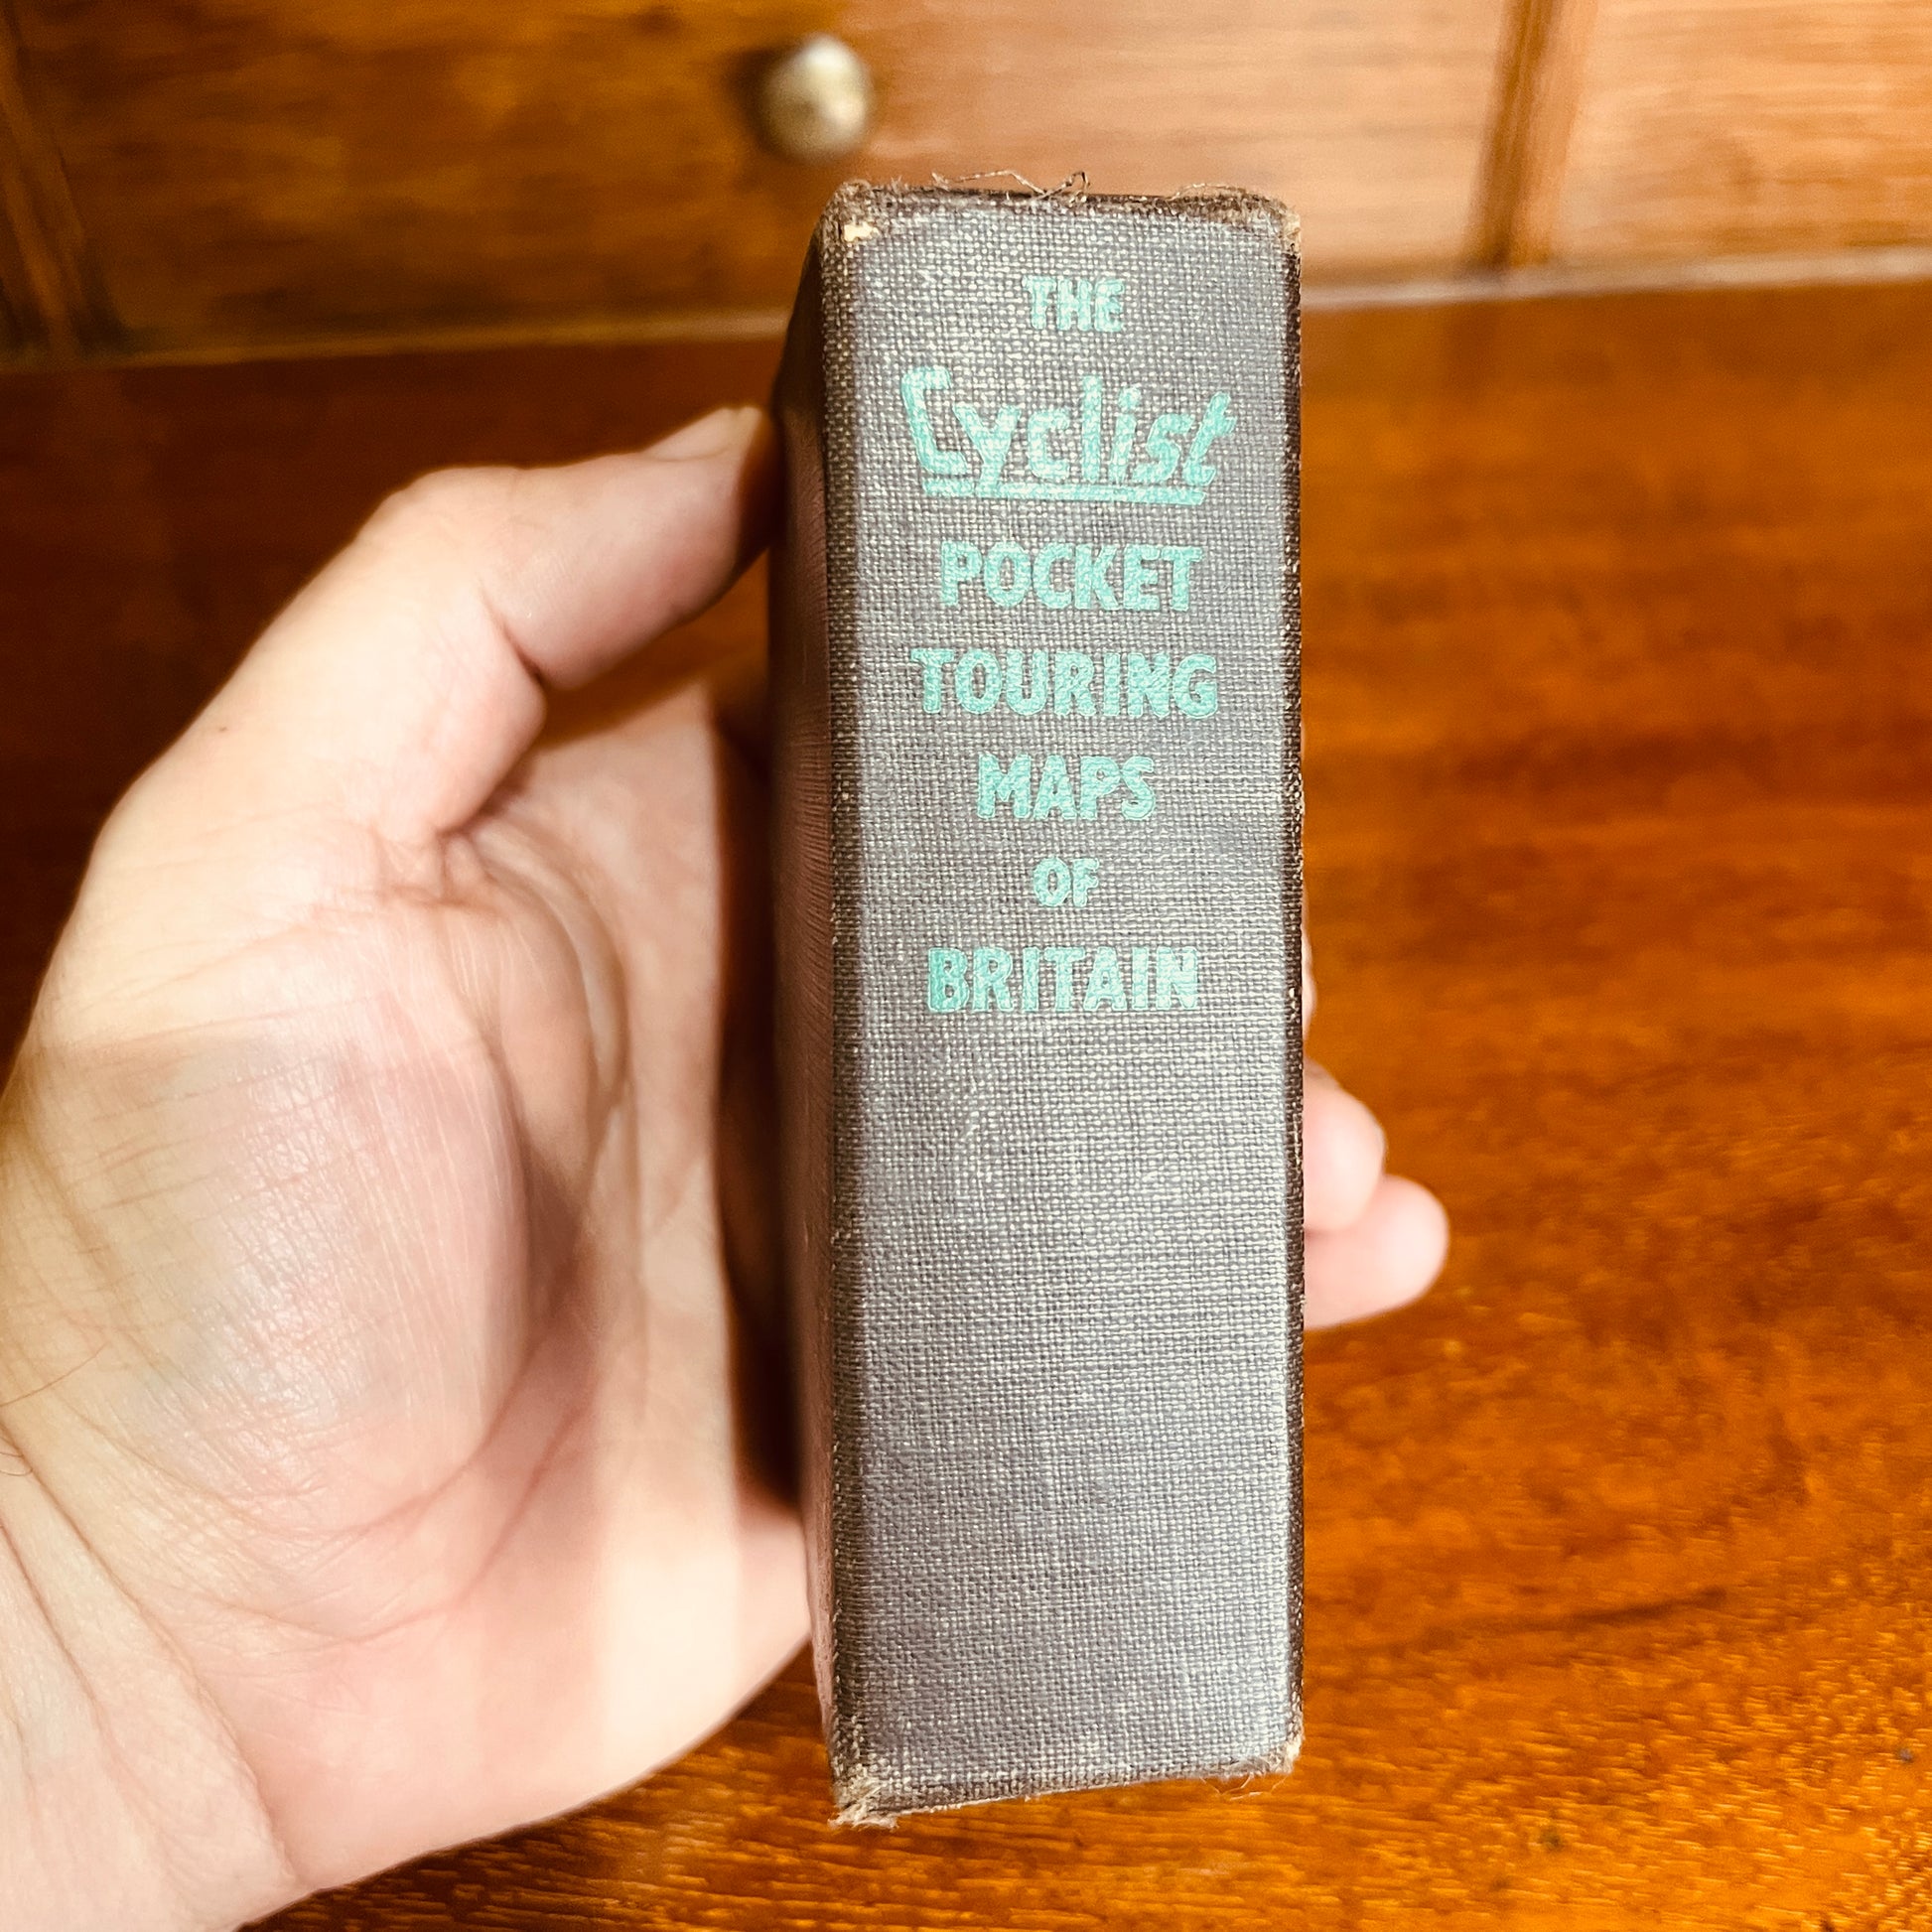 THE
Cyclist
POCKET
TOURING
MAPS
OF
BRITAIN